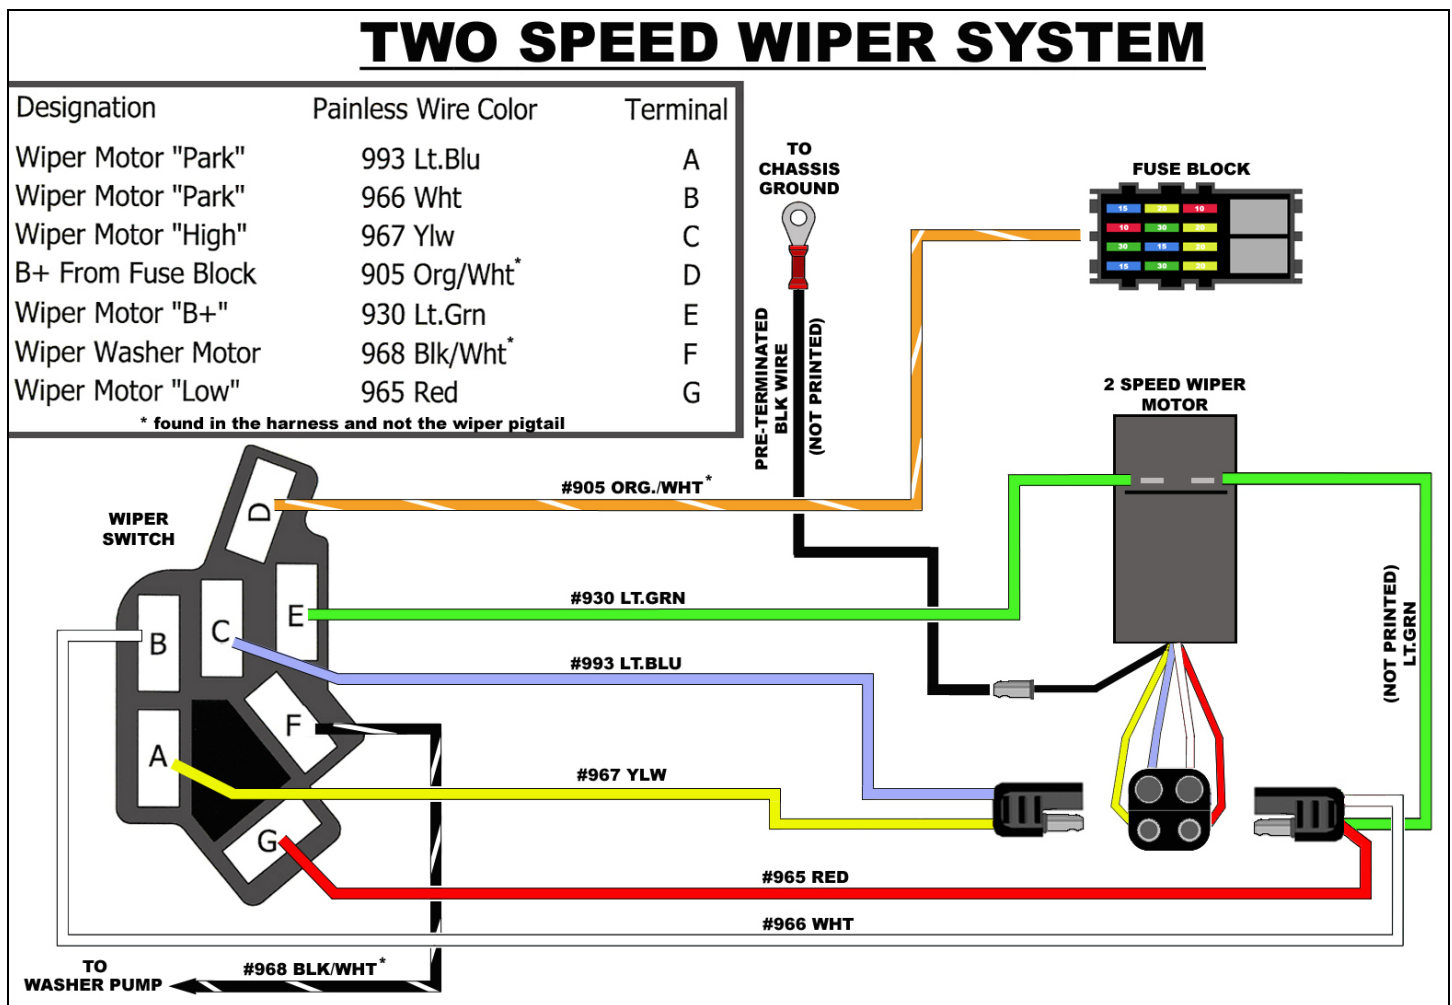 TWO SPEED WIPER SYSTEM
Designation Painless Wire Color Terminal
Wiper Motor "Park" 993 Lt.Blu A
Wiper Motor "Park" 966 Wht B
Wiper Motor "High" 967 Ylw C
B+ From Fuse Block 905 Org/Wht* D
Wiper Motor "B+" 930 Lt.Grn E
Wiper Washer Motor 968 Blk/Wht* F
Wiper Motor "Low" 965 Red G
* found in the harness and not the wiper pigtail
TO
CHASSIS
GROUND
PRE-TERMINATED
BLK WIRE
(NOT PRINTED)
FUSE BLOCK
15 20 10
10 30 20
30 15 20
15 30 20
2 SPEED WIPER
MOTOR
WIPER
SWITCH
D
E
C
B
F
A
G
#905 ORG./WHT*
#930 LT.GRN
#993 LT.BLU
#967 YLW
#965 RED
#966 WHT
(NOT PRINTED)
LT.GRN
TO
WASHER PUMP
#968 BLK/WHT*